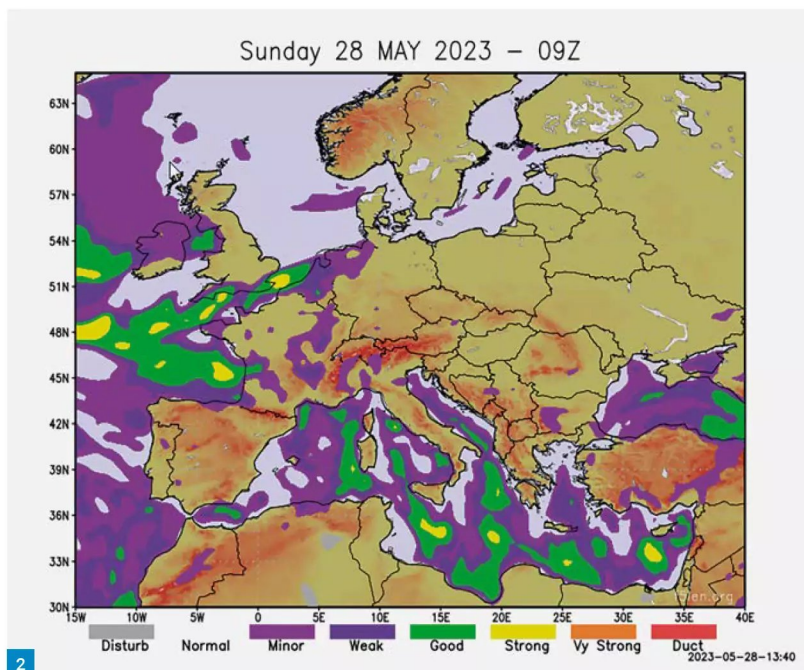 Sunday 28 MAY 2023 – 09Z
63N
60N
57N
54N
51N
48N
45N
42N
39N
36N
33N
30N
15W 10W 5W 0 5E 10E 15E 20E 25E 30E 35E 40E
Disturb Normal Minor Weak Good Strong Vy Strong Duct
2023-05-28-13:40
2